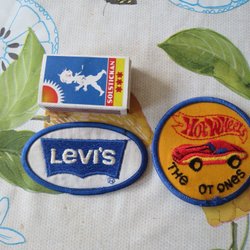 SOLSTICKAN
LEVI'S
®
Hot Wheels
THE OT ONES